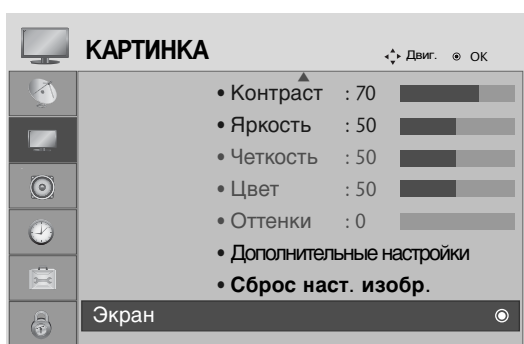 КАРТИНКА Двиг. OK
• Контраст : 70
• Яркость : 50
• Четкость : 50
• Цвет : 50
• Оттенки : 0
• Дополнительные настройки
• Сброс наст. изобр.
Экран